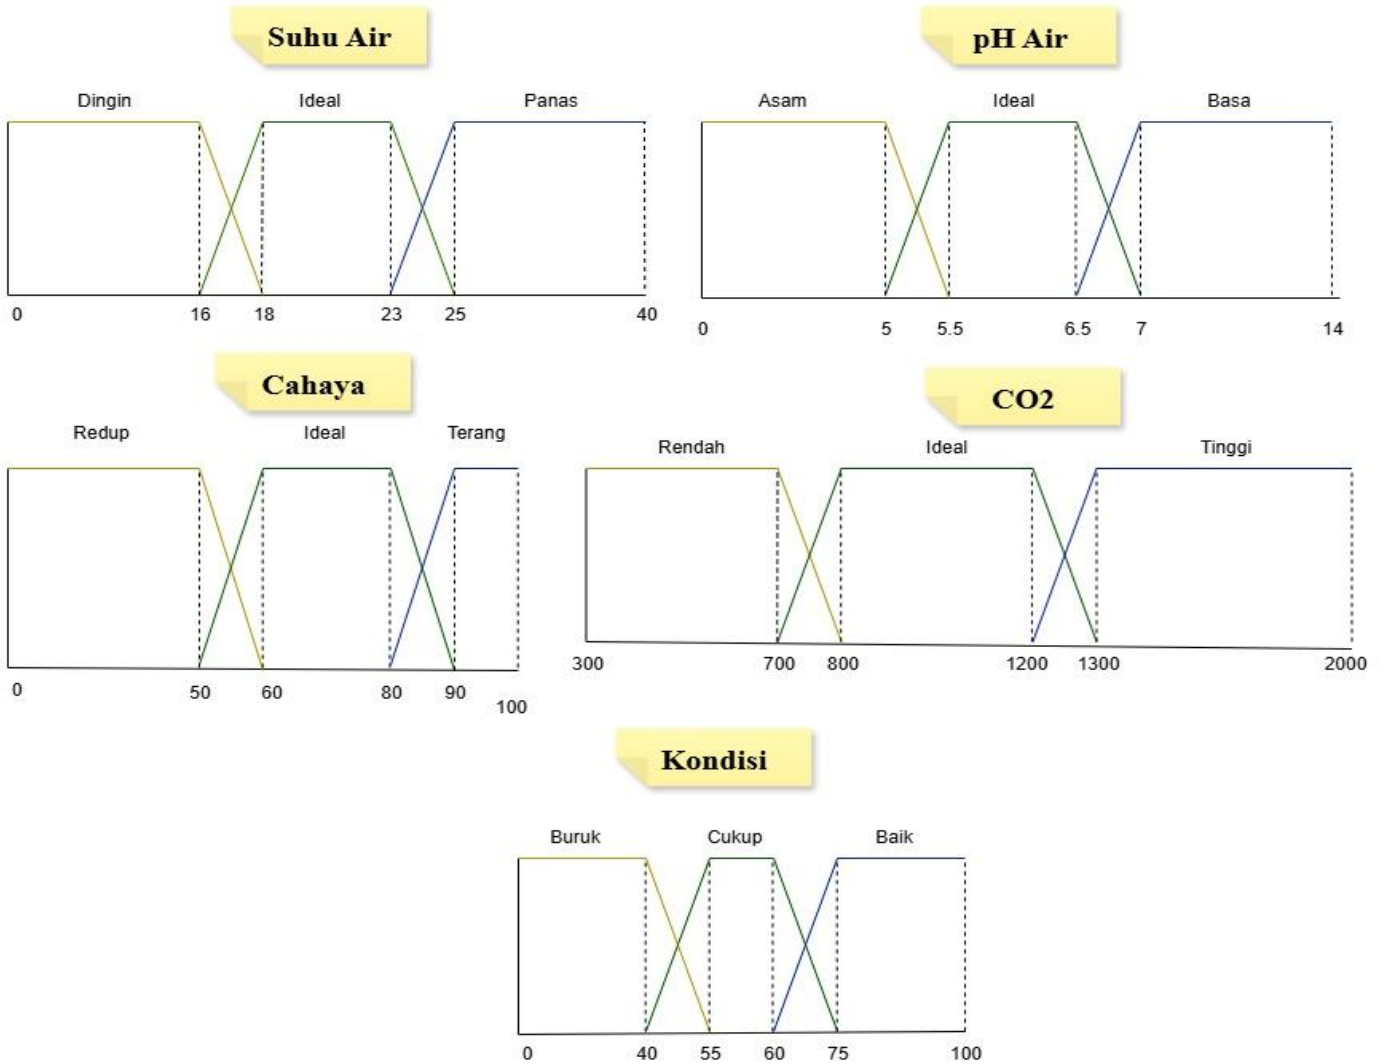 Suhu Air
Dingin Ideal Panas
0 16 18 23 25 40
pH Air
Asam Ideal Basa
0 5 5.5 6.5 7 14
Cahaya
Redup Ideal Terang
0 50 60 80 90 100
CO2
Rendah Ideal Tinggi
300 700 800 1200 1300 2000
Kondisi
Buruk Cukup Baik
0 40 55 60 75 100